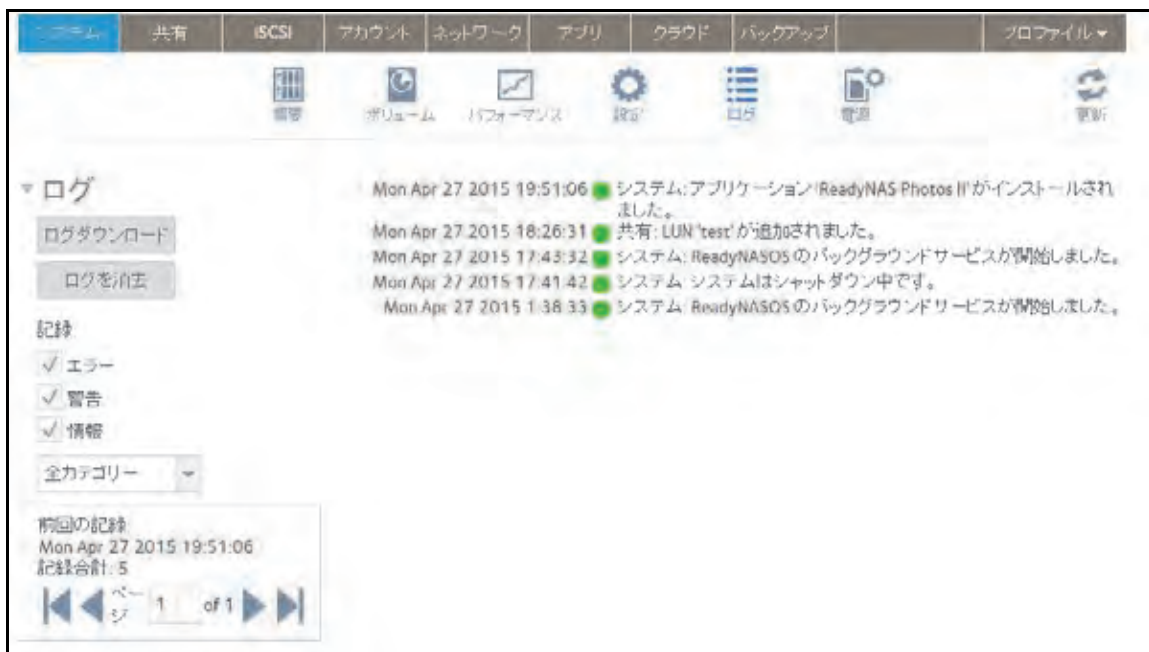 システム 共有 iSCSI アカウント ネットワーク アプリ クラウド バックアップ プロファイル
概要 ボリューム パフォーマンス 設定 ログ 電源 更新
ログ
ログダウンロード
ログを消去
記録
エラー
警告
情報
全カテゴリー
前回の記録
Mon Apr 27 2015 19:51:06
記録合計: 5
ページ 1 of 1
Mon Apr 27 2015 19:51:06 システム:アプリケーション 'ReadyNAS Photos II' がインストールされ
ました。
Mon Apr 27 2015 18:26:31 共有: LUN 'test' が追加されました。
Mon Apr 27 2015 17:43:32 システム: ReadyNASOS のバックグラウンドサービスが開始しました。
Mon Apr 27 2015 17:41:42 システム: システムはシャットダウン中です。
Mon Apr 27 2015 1:38:33 システム: ReadyNASOS のバックグラウンドサービスが開始しました。